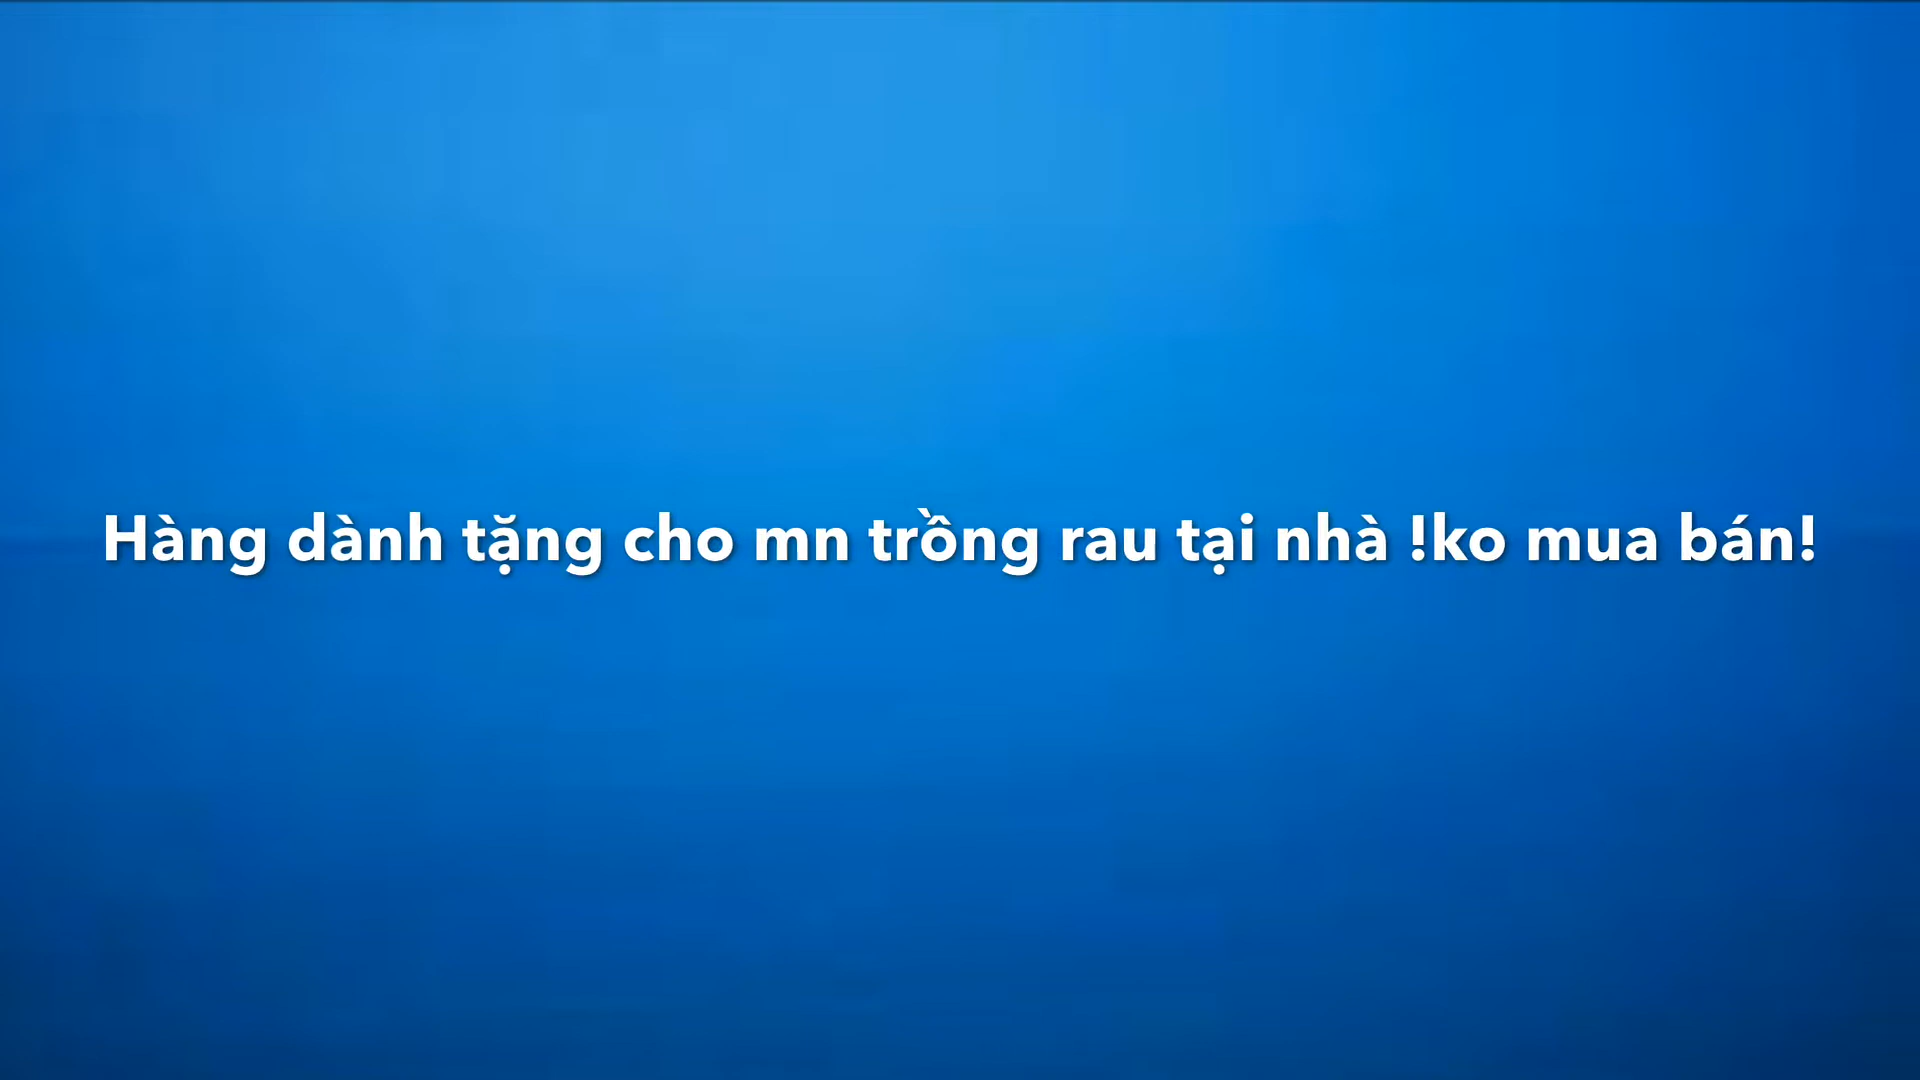 Hàng dành tặng cho mn trồng rau tại nhà !ko mua bán!